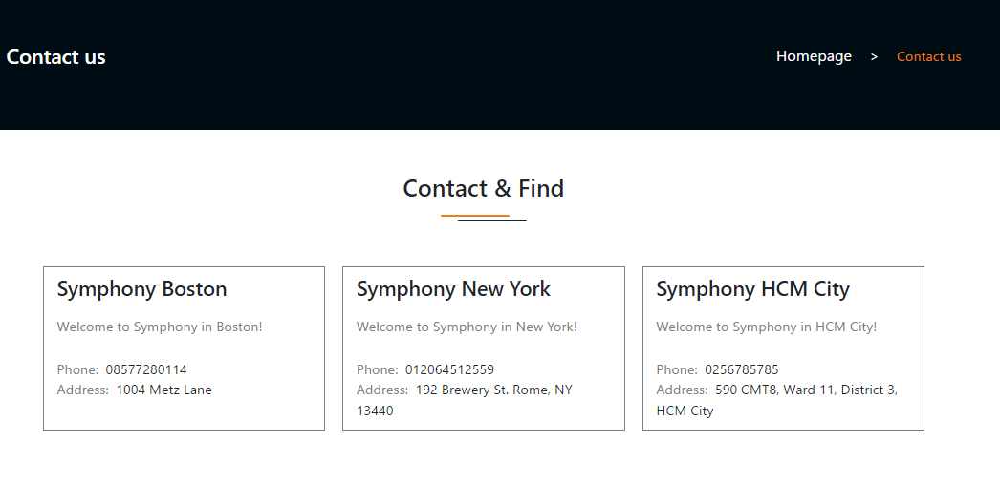 Contact us
Homepage > Contact us
Contact & Find
Symphony Boston
Welcome to Symphony in Boston!
Phone: 08577280114
Address: 1004 Metz Lane
Symphony New York
Welcome to Symphony in New York!
Phone: 012064512559
Address: 192 Brewery St. Rome, NY
13440
Symphony HCM City
Welcome to Symphony in HCM City!
Phone: 0256785785
Address: 590 CMT8, Ward 11, District 3,
HCM City